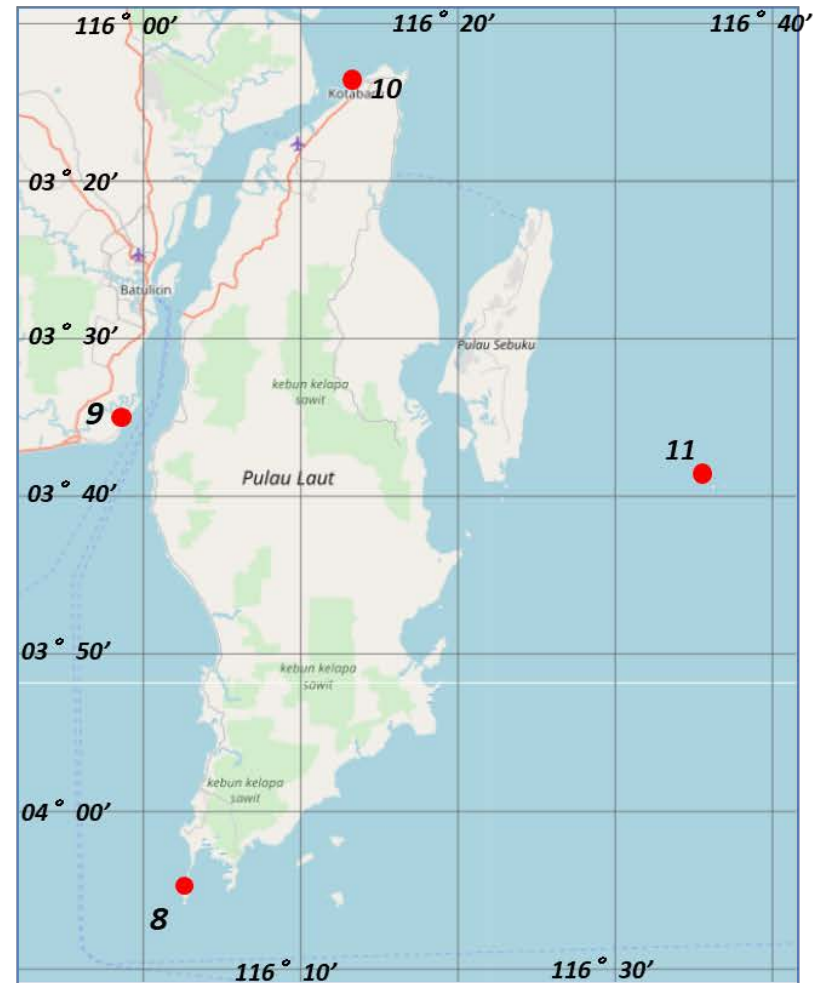 116° 00’ 116° 20’ 116° 40’
10
03° 20’
Batulicin
03° 30’
Pulau Sebuku
kebun kelapa
sawit
9
11
Pulau Laut
03° 40’
03° 50’
kebun kelapa
sawit
kebun kelapa
sawit
04° 00’
8
116° 10’ 116° 30’